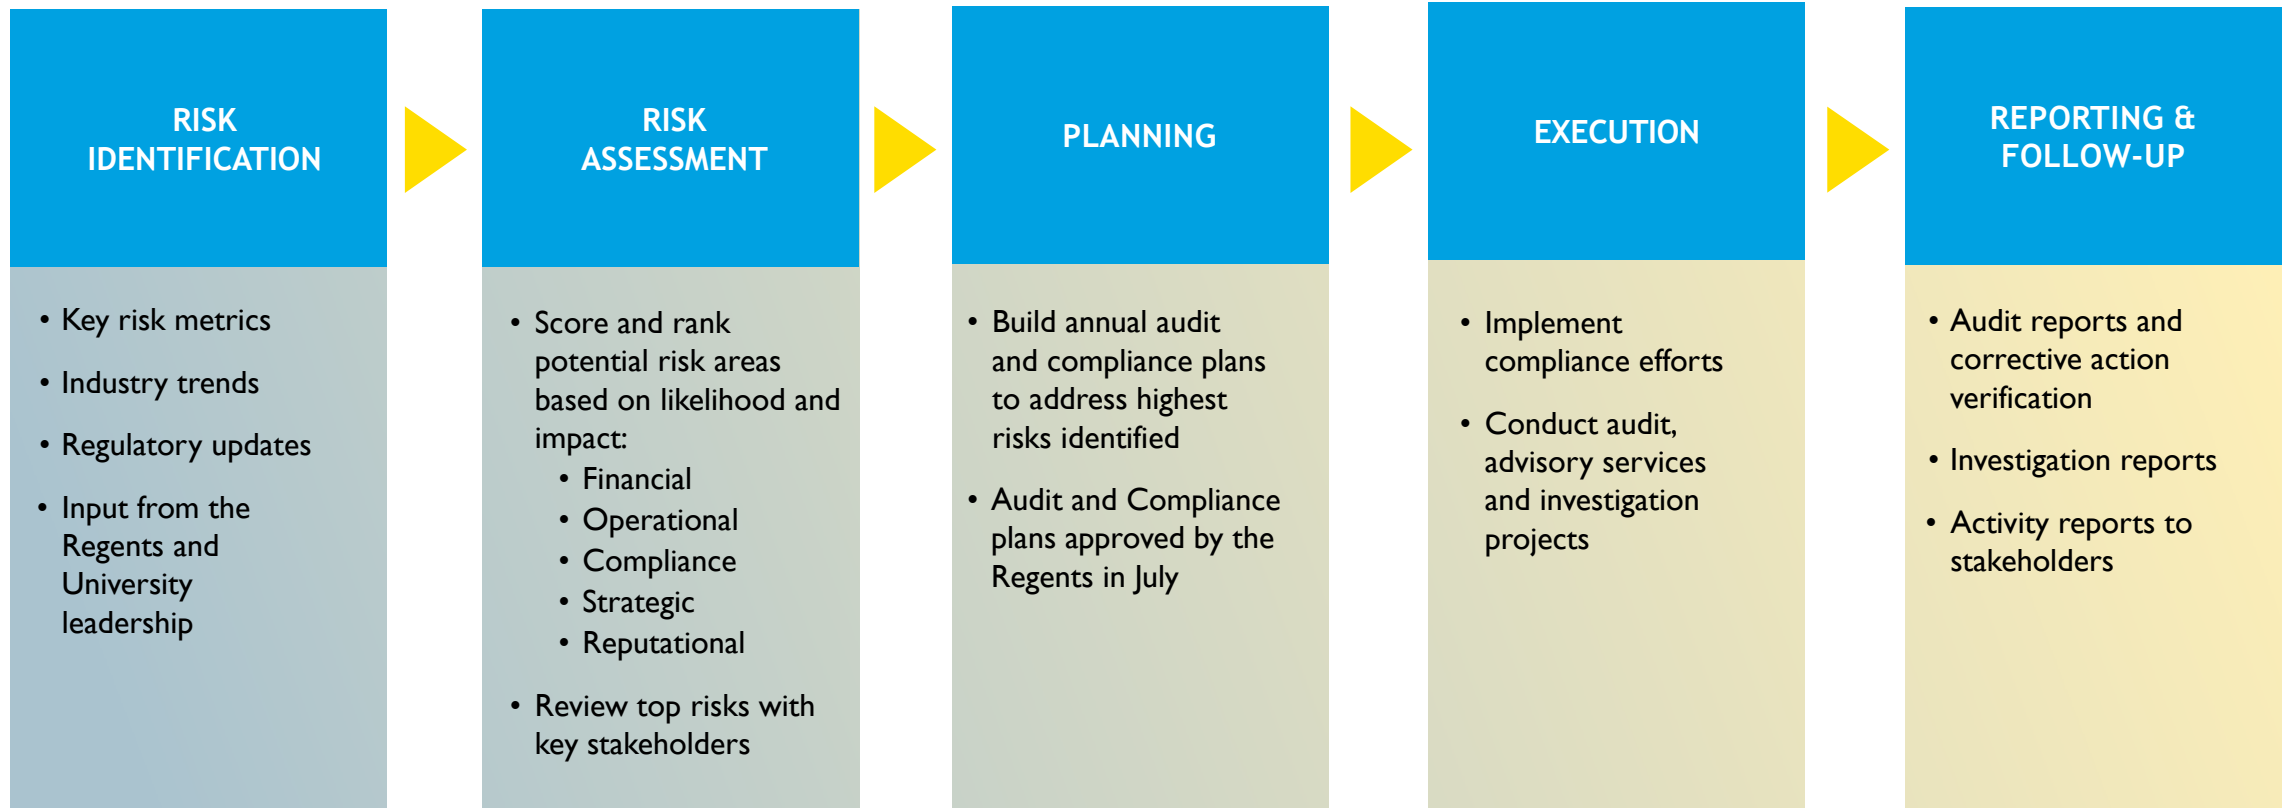 RISK
IDENTIFICATION
• Key risk metrics
• Industry trends
• Regulatory updates
• Input from the
Regents and
University
leadership
RISK
ASSESSMENT
• Score and rank
potential risk areas
based on likelihood and
impact:
• Financial
• Operational
• Compliance
• Strategic
• Reputational
• Review top risks with
key stakeholders
PLANNING
• Build annual audit
and compliance plans
to address highest
risks identified
• Audit and Compliance
plans approved by the
Regents in July
EXECUTION
• Implement
compliance efforts
• Conduct audit,
advisory services
and investigation
projects
REPORTING &
FOLLOW-UP
• Audit reports and
corrective action
verification
• Investigation reports
• Activity reports to
stakeholders